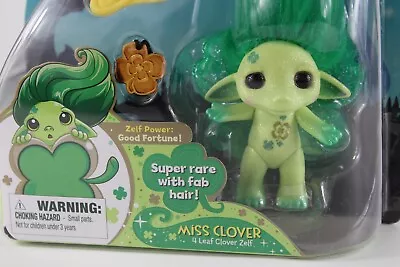 Zelf Power:
Good Fortune!
Super rare
with fab
hair!
WARNING:
CHOKING HAZARD - Small parts.
Not for children under 3 years.
MiSS CLOVER
4 Leaf Clover Zelf